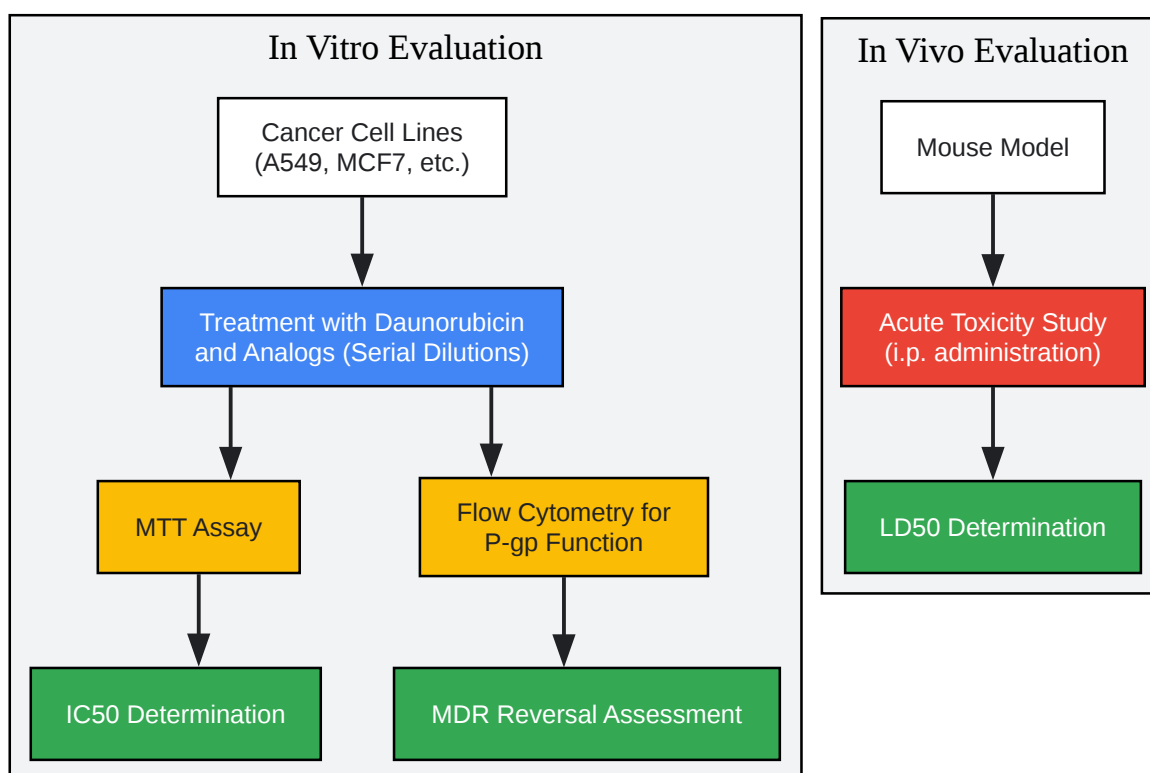 In Vitro Evaluation
Cancer Cell Lines
(A549, MCF7, etc.)
Treatment with Daunorubicin
and Analogs (Serial Dilutions)
MTT Assay
Flow Cytometry for
P-gp Function
IC50 Determination
MDR Reversal Assessment
In Vivo Evaluation
Mouse Model
Acute Toxicity Study
(i.p. administration)
LD50 Determination